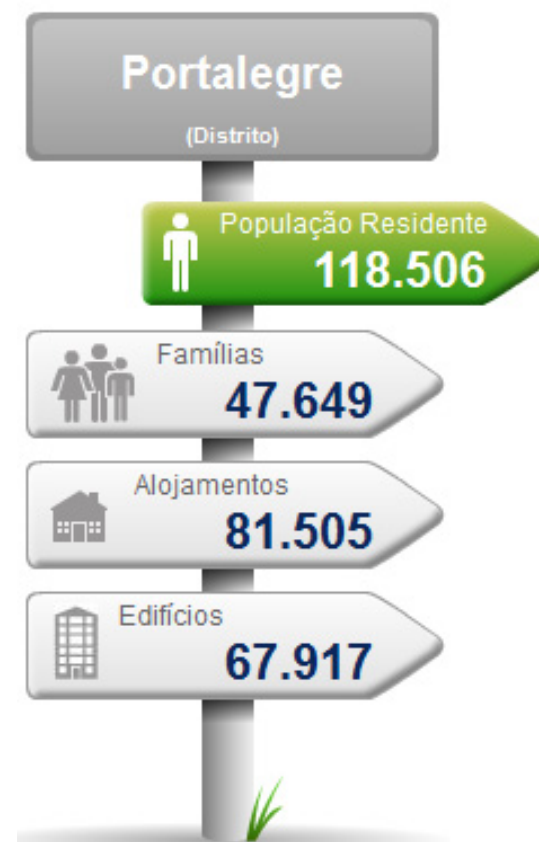 Portalegre
(Distrito)
População Residente
118.506
Famílias
47.649
Alojamentos
81.505
Edifícios
67.917